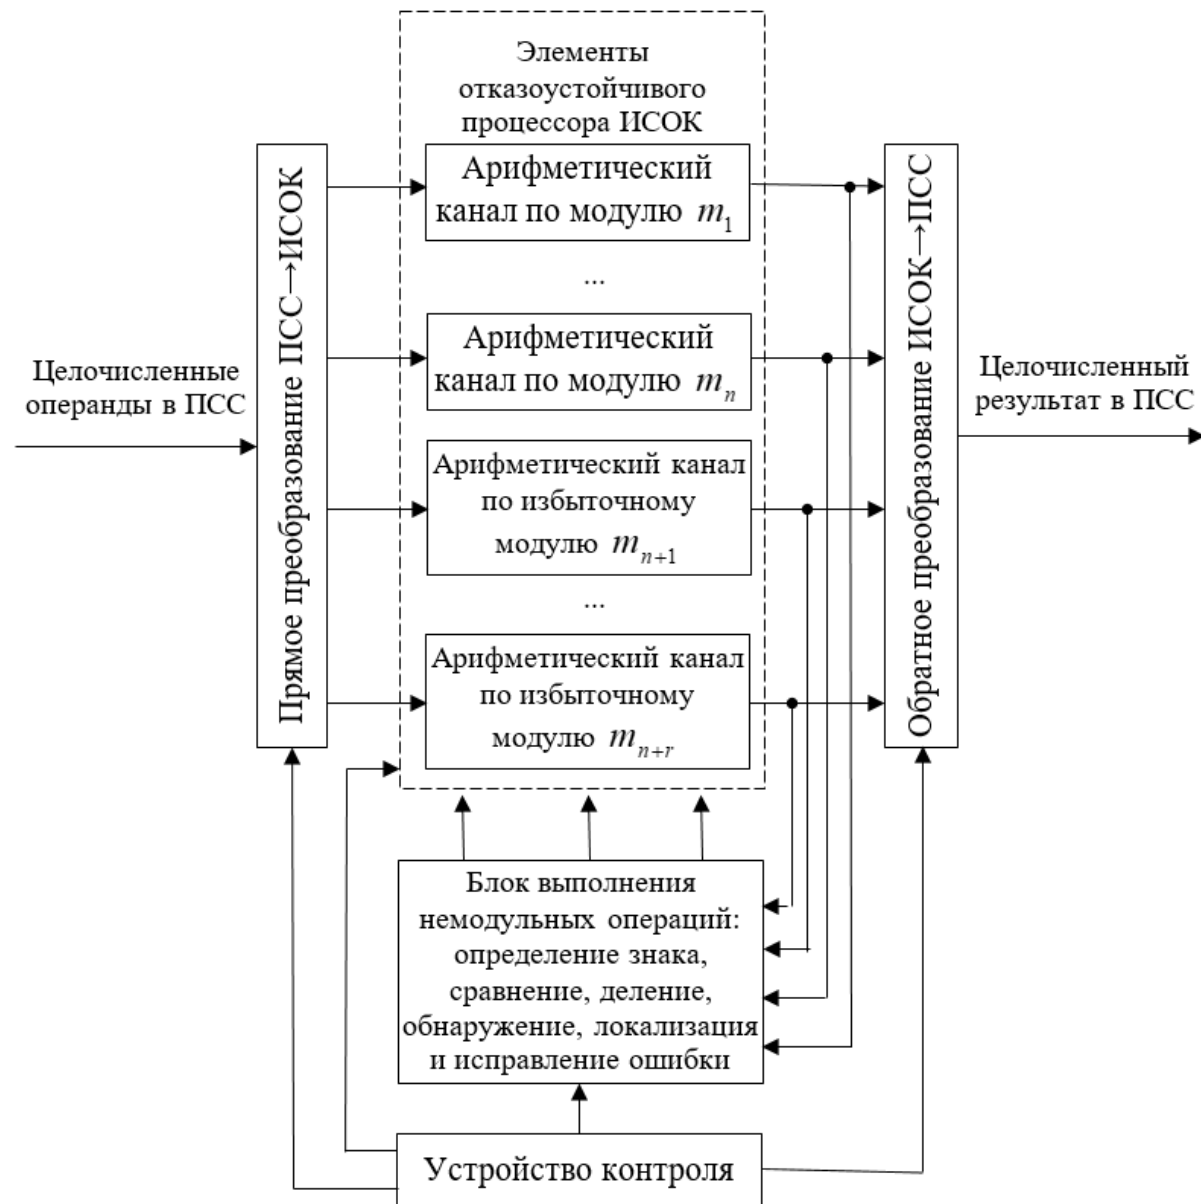 Элементы
отказоустойчивого
процессора ИСОК
Прямое преобразование ПСС→ИСОК
Арифметический
канал по модулю m₁
...
Арифметический
канал по модулю mₙ
Арифметический канал
по избыточному
модулю mₙ₊₁
...
Арифметический канал
по избыточному
модулю mₙ₊ᵣ
Обратное преобразование ИСОК→ПСС
Целочисленные
операнды в ПСС
Целочисленный
результат в ПСС
Блок выполнения
немодульных операций:
определение знака,
сравнение, деление,
обнаружение, локализация
и исправление ошибки
Устройство контроля